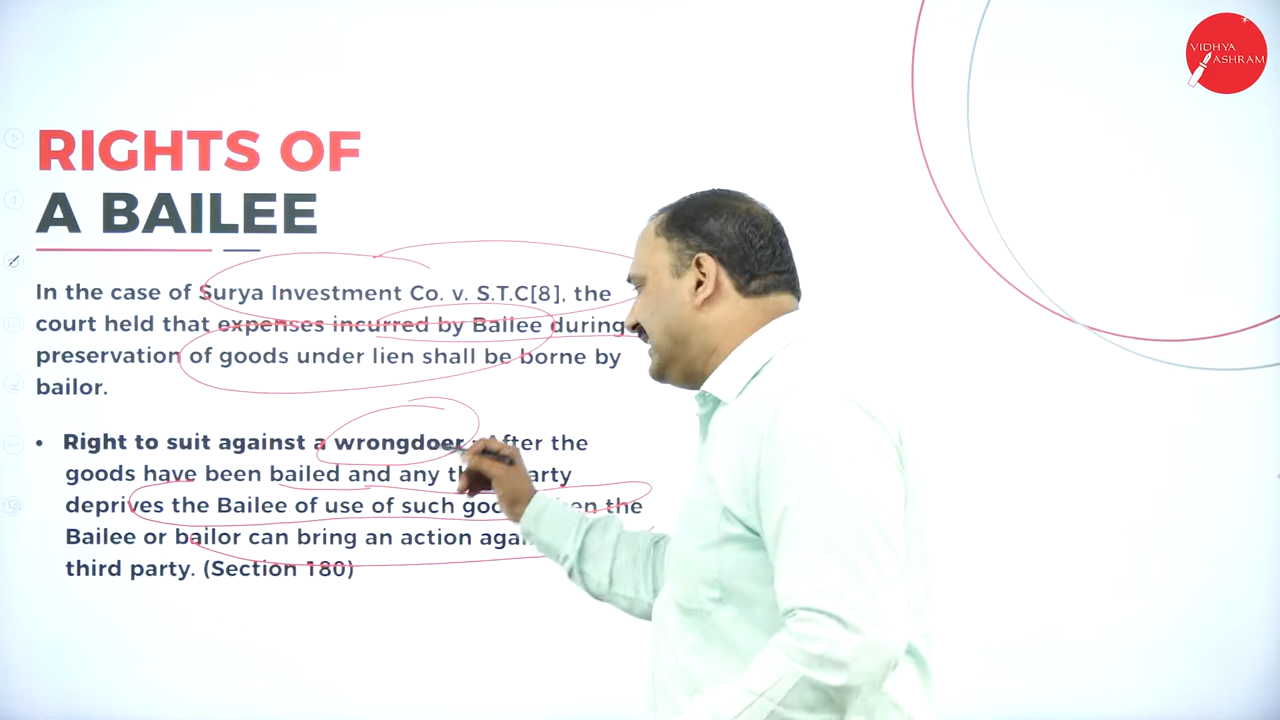 VIDHYA
ASHRAM
RIGHTS OF
A BAILEE
In the case of Surya Investment Co. v. S.T.C[8], the
court held that expenses incurred by Bailee during
preservation of goods under lien shall be borne by
bailor.
• Right to suit against a wrongdoer After the
goods have been bailed and any party
deprives the Bailee of use of such the
Bailee or bailor can bring an action
third party. (Section 180)